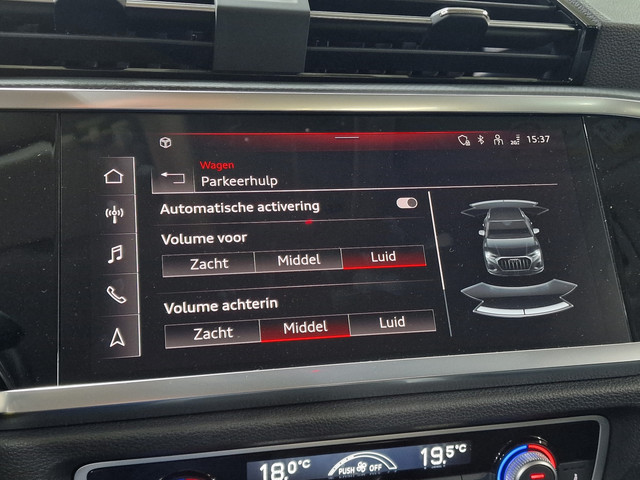 2G 15:37
Wagen
Parkeerhulp
Automatische activering
Volume voor
Zacht Middel Luid
Volume achterin
Zacht Middel Luid
18.0°C PUSH OFF 19.5°C